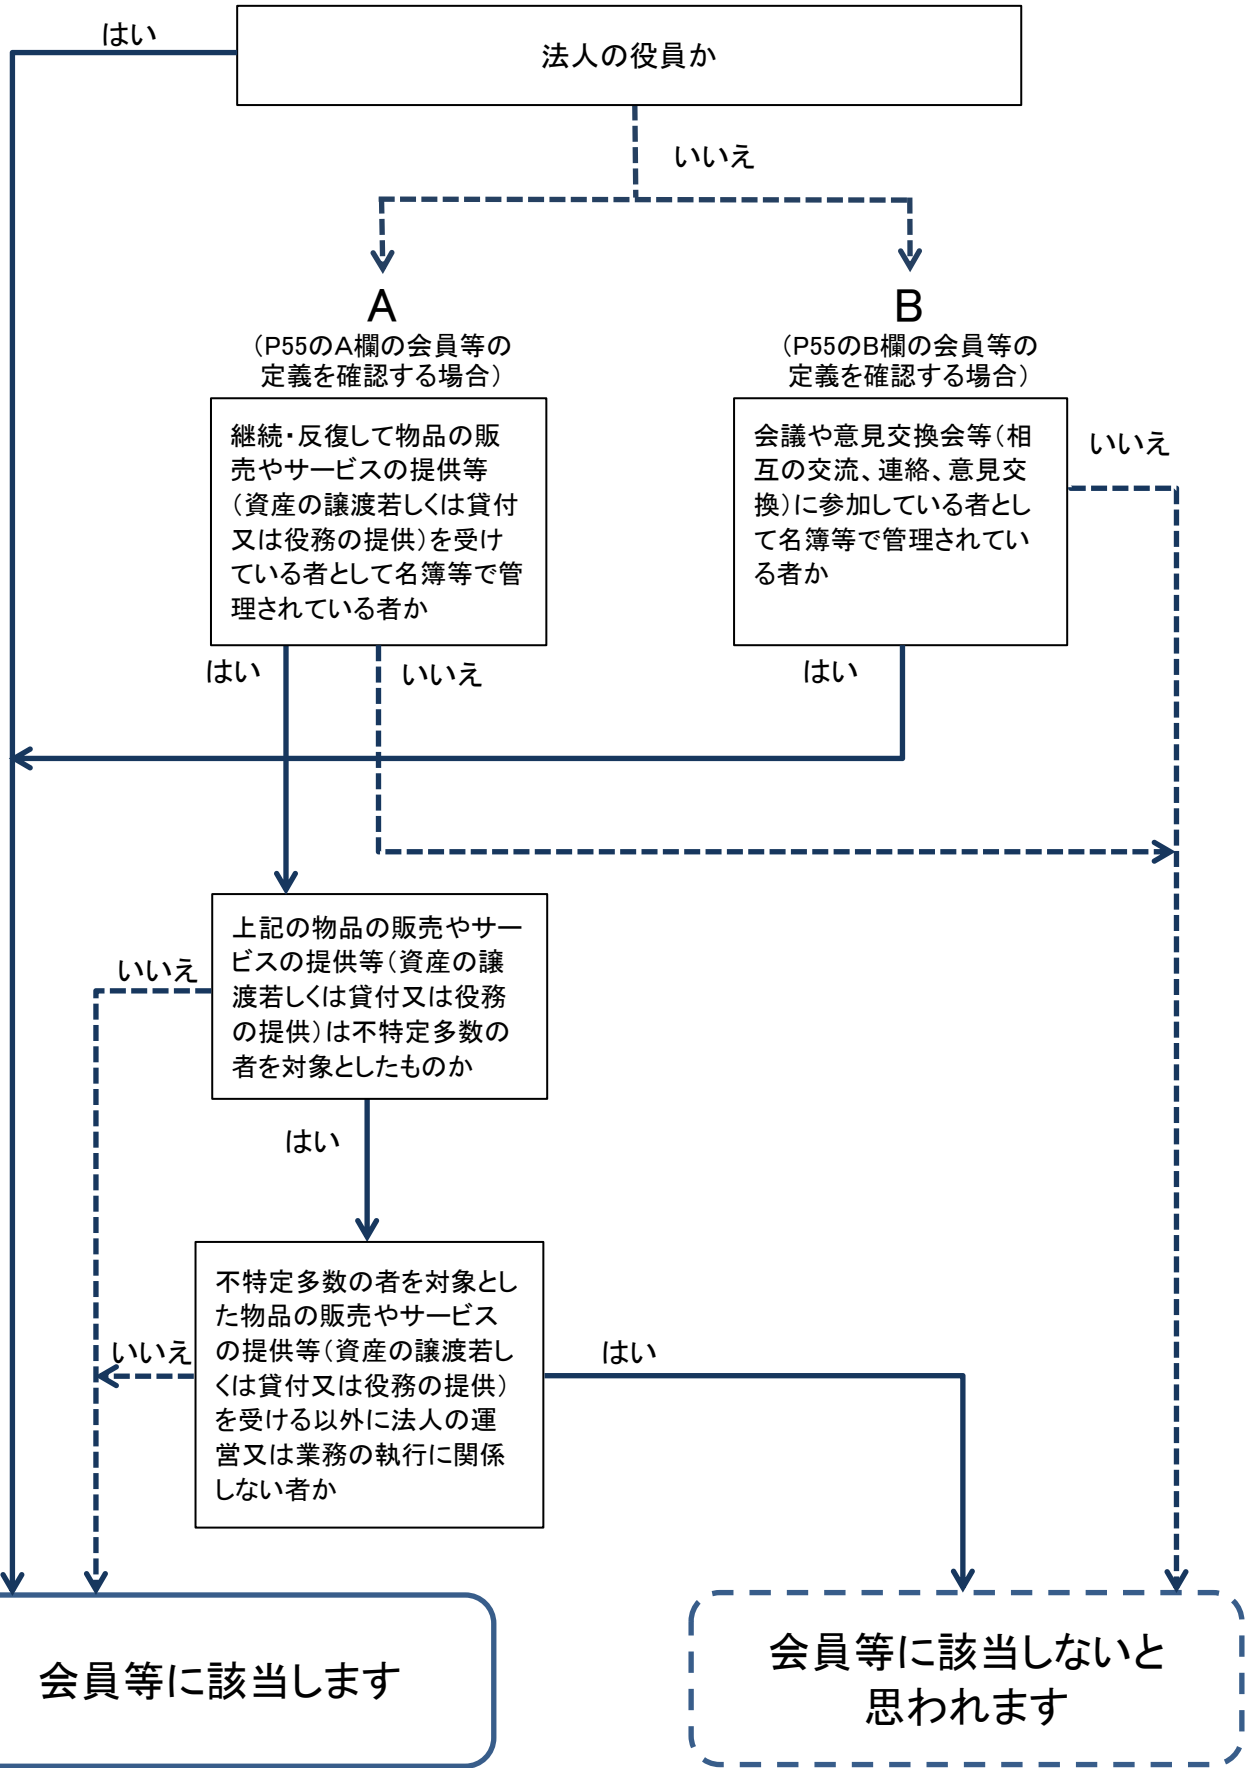 はい
法人の役員か
いいえ
A
(P55のA欄の会員等の
定義を確認する場合)
B
(P55のB欄の会員等の
定義を確認する場合)
継続・反復して物品の販
売やサービスの提供等
(資産の譲渡若しくは貸付
又は役務の提供)を受け
ている者として名簿等で管
理されている者か
会議や意見交換会等(相
互の交流、連絡、意見交
換)に参加している者とし
て名簿等で管理されてい
る者か
いいえ
はい
いいえ
はい
上記の物品の販売やサー
ビスの提供等(資産の譲
渡若しくは貸付又は役務
の提供)は不特定多数の
者を対象としたものか
いいえ
はい
不特定多数の者を対象とし
た物品の販売やサービス
の提供等(資産の譲渡若し
くは貸付又は役務の提供)
を受ける以外に法人の運
営又は業務の執行に関係
しない者か
いいえ
はい
会員等に該当します
会員等に該当しないと
思われます